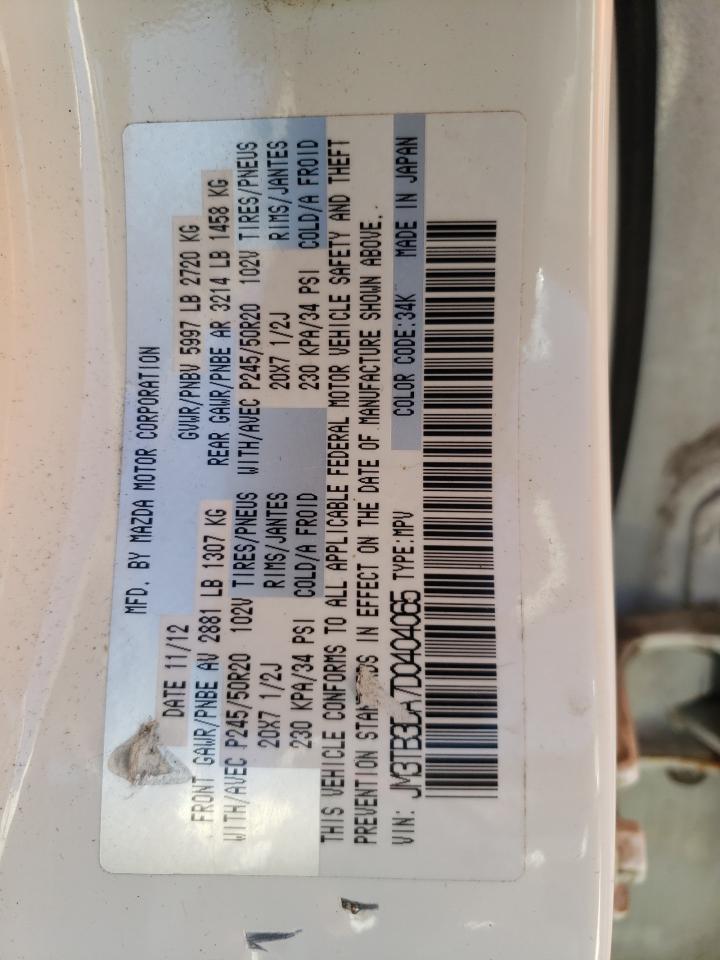 MFD. BY MAZDA MOTOR CORPORATION
DATE 11/12 GVWR/PNBV 5997 LB 2720 KG
FRONT GAWR/PNBE AV 2881 LB 1307 KG REAR GAWR/PNBE AR 3214 LB 1458 KG
WITH/AVEC P245/50R20 102V TIRES/PNEUS WITH/AVEC P245/50R20 102V TIRES/PNEUS
20X7 1/2J RIMS/JANTES 20X7 1/2J RIMS/JANTES
230 KPA/34 PSI COLD/A FROID 230 KPA/34 PSI COLD/A FROID
THIS VEHICLE CONFORMS TO ALL APPLICABLE FEDERAL MOTOR VEHICLE SAFETY AND THEFT
PREVENTION IN EFFECT ON THE DATE OF MANUFACTURE SHOWN ABOVE.
VIN: JM3TB3DA7D0404065 TYPE:MPV COLOR CODE:34K MADE IN JAPAN